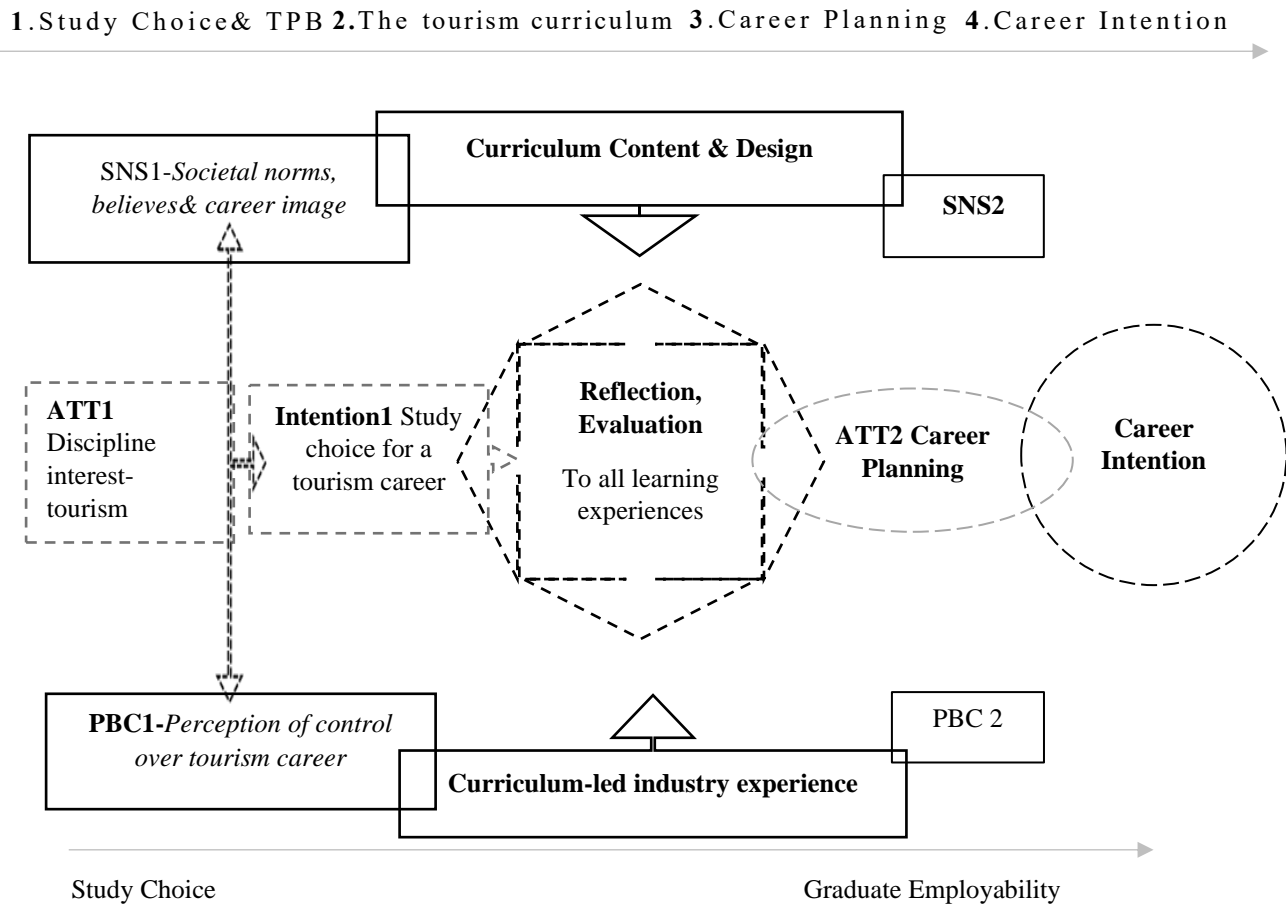 1.Study Choice& TPB 2.The tourism curriculum 3.Career Planning 4.Career Intention
Curriculum Content & Design
SNS1-Societal norms,
believes& career image
SNS2
ATT1
Discipline
interest-
tourism
Intention1 Study
choice for a
tourism career
Reflection,
Evaluation
To all learning
experiences
ATT2 Career
Planning
Career
Intention
PBC1-Perception of control
over tourism career
PBC 2
Curriculum-led industry experience
Study Choice
Graduate Employability